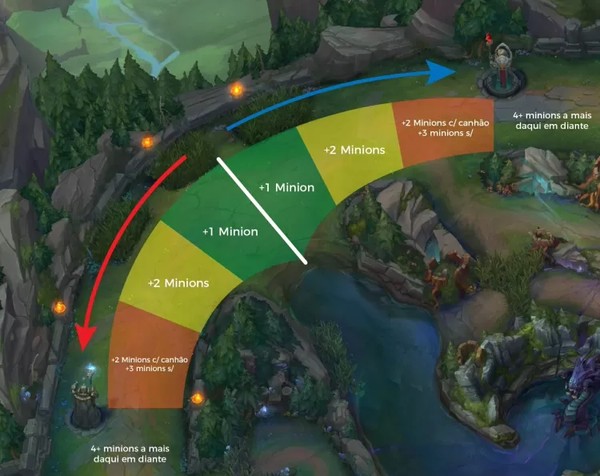 +2 Minions c/ canhão
+3 minions s/
4+ minions a mais
daqui em diante
+2 Minions
+1 Minion
+1 Minion
+2 Minions
+2 Minions c/ canhão
+3 minions s/
4+ minions a mais
daqui em diante